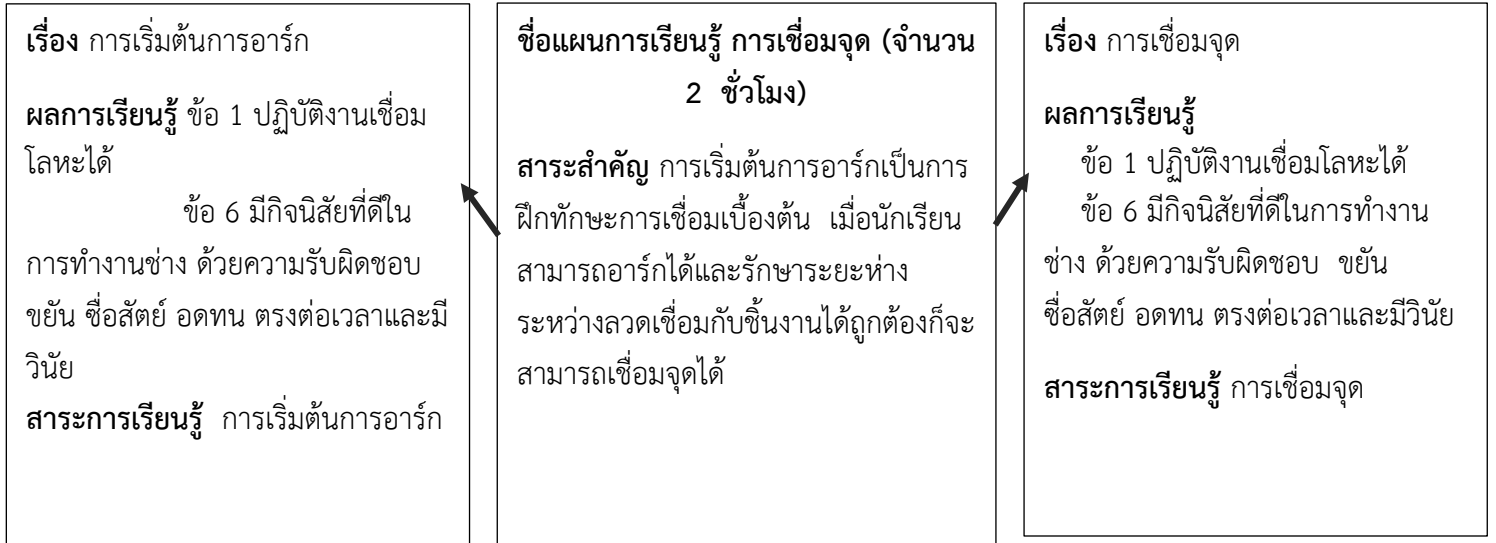 เรื่อง การเริ่มต้นการอาร์ก
ผลการเรียนรู้ ข้อ 1 ปฏิบัติงานเชื่อม
โลหะได้
ข้อ 6 มีกิจนิสัยที่ดีใน
การทำงานช่าง ด้วยความรับผิดชอบ
ขยัน ซื่อสัตย์ อดทน ตรงต่อเวลาและมี
วินัย
สาระการเรียนรู้ การเริ่มต้นการอาร์ก
ชื่อแผนการเรียนรู้ การเชื่อมจุด (จำนวน
2 ชั่วโมง)
สาระสำคัญ การเริ่มต้นการอาร์กเป็นการ
ฝึกทักษะการเชื่อมเบื้องต้น เมื่อนักเรียน
สามารถอาร์กได้และรักษาระยะห่าง
ระหว่างลวดเชื่อมกับชิ้นงานได้ถูกต้องก็จะ
สามารถเชื่อมจุดได้
เรื่อง การเชื่อมจุด
ผลการเรียนรู้
ข้อ 1 ปฏิบัติงานเชื่อมโลหะได้
ข้อ 6 มีกิจนิสัยที่ดีในการทำงาน
ช่าง ด้วยความรับผิดชอบ ขยัน
ซื่อสัตย์ อดทน ตรงต่อเวลาและมีวินัย
สาระการเรียนรู้ การเชื่อมจุด